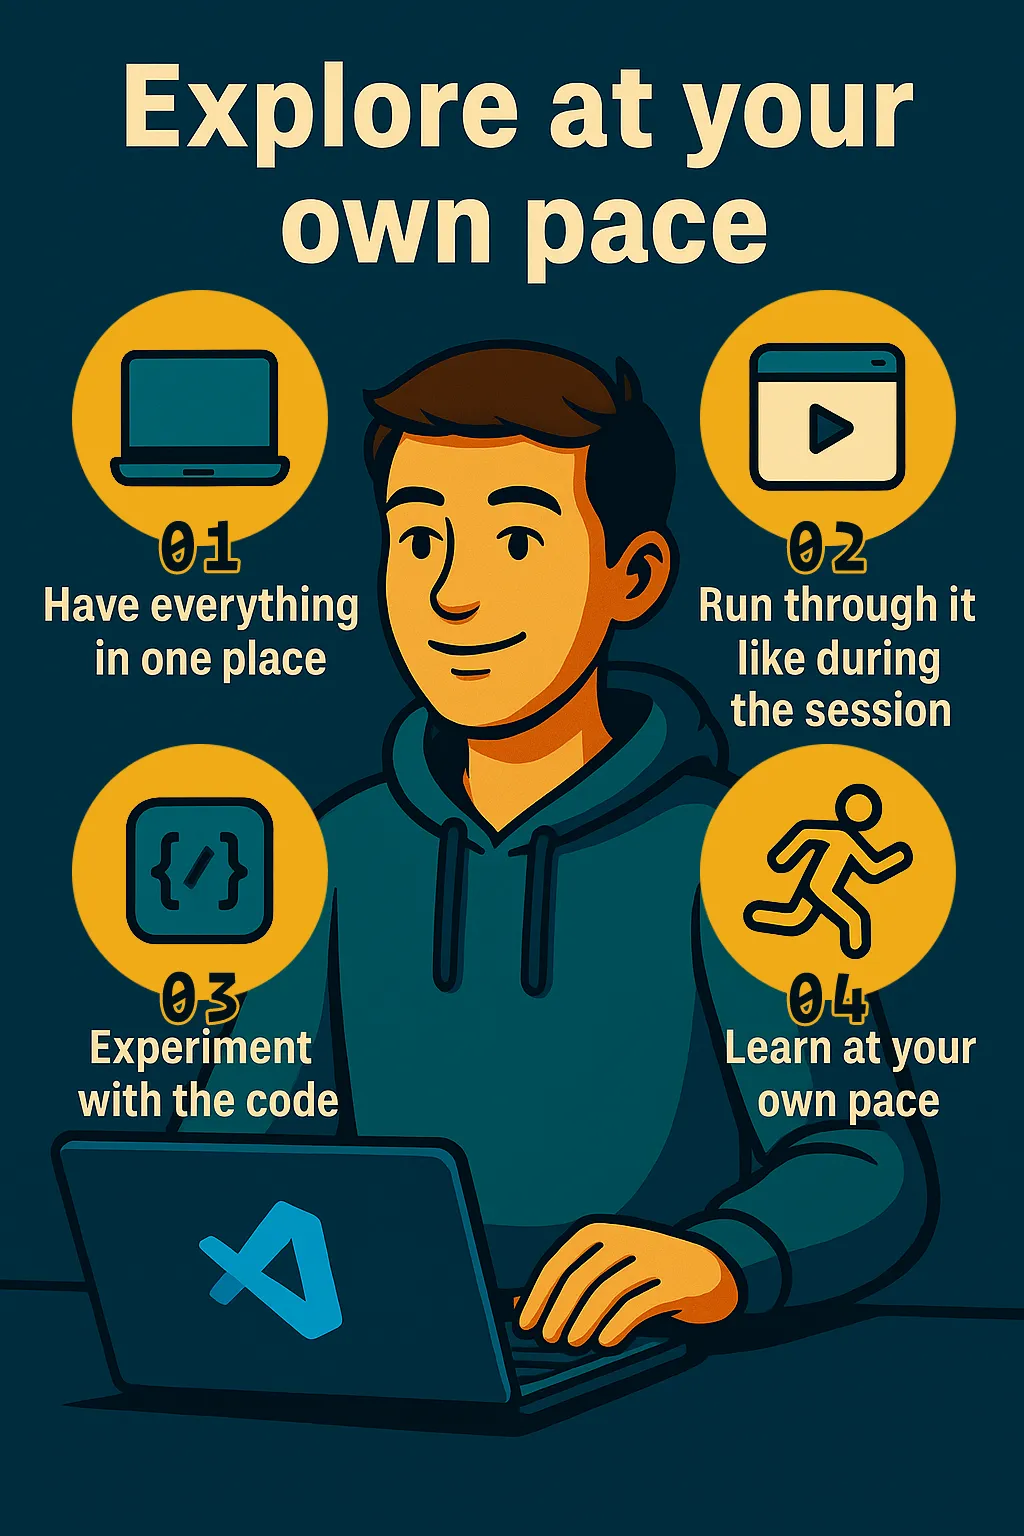 Explore at your
own pace
01
Have everything
in one place
02
Run through it
like during
the session
03
Experiment
with the code
04
Learn at your
own pace